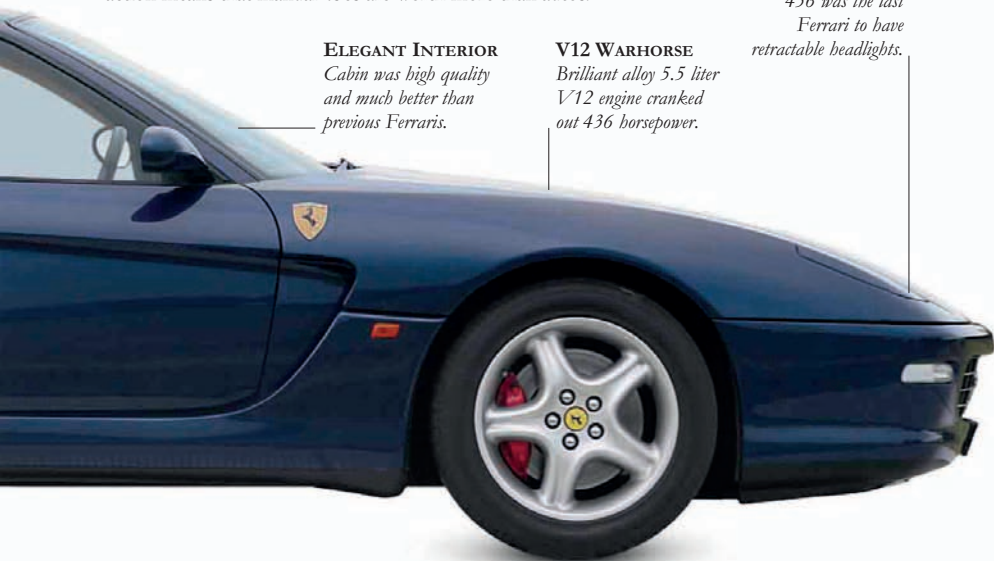 ELEGANT INTERIOR
Cabin was high quality
and much better than
previous Ferraris.
V12 WARHORSE
Brilliant alloy 5.5 liter
V12 engine cranked
out 436 horsepower.
456 was the last
Ferrari to have
retractable headlights.